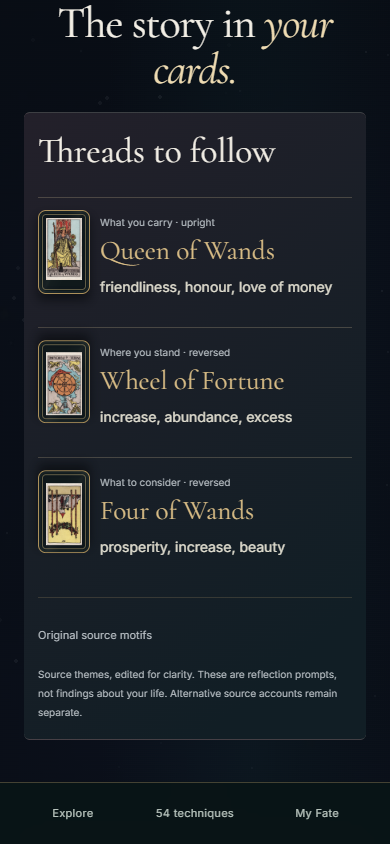 The story in your
cards.
Threads to follow
What you carry · upright
Queen of Wands
friendliness, honour, love of money
Where you stand · reversed
Wheel of Fortune
increase, abundance, excess
What to consider · reversed
Four of Wands
prosperity, increase, beauty
Original source motifs
Source themes, edited for clarity. These are reflection prompts,
not findings about your life. Alternative source accounts remain
separate.
Explore
54 techniques
My Fate